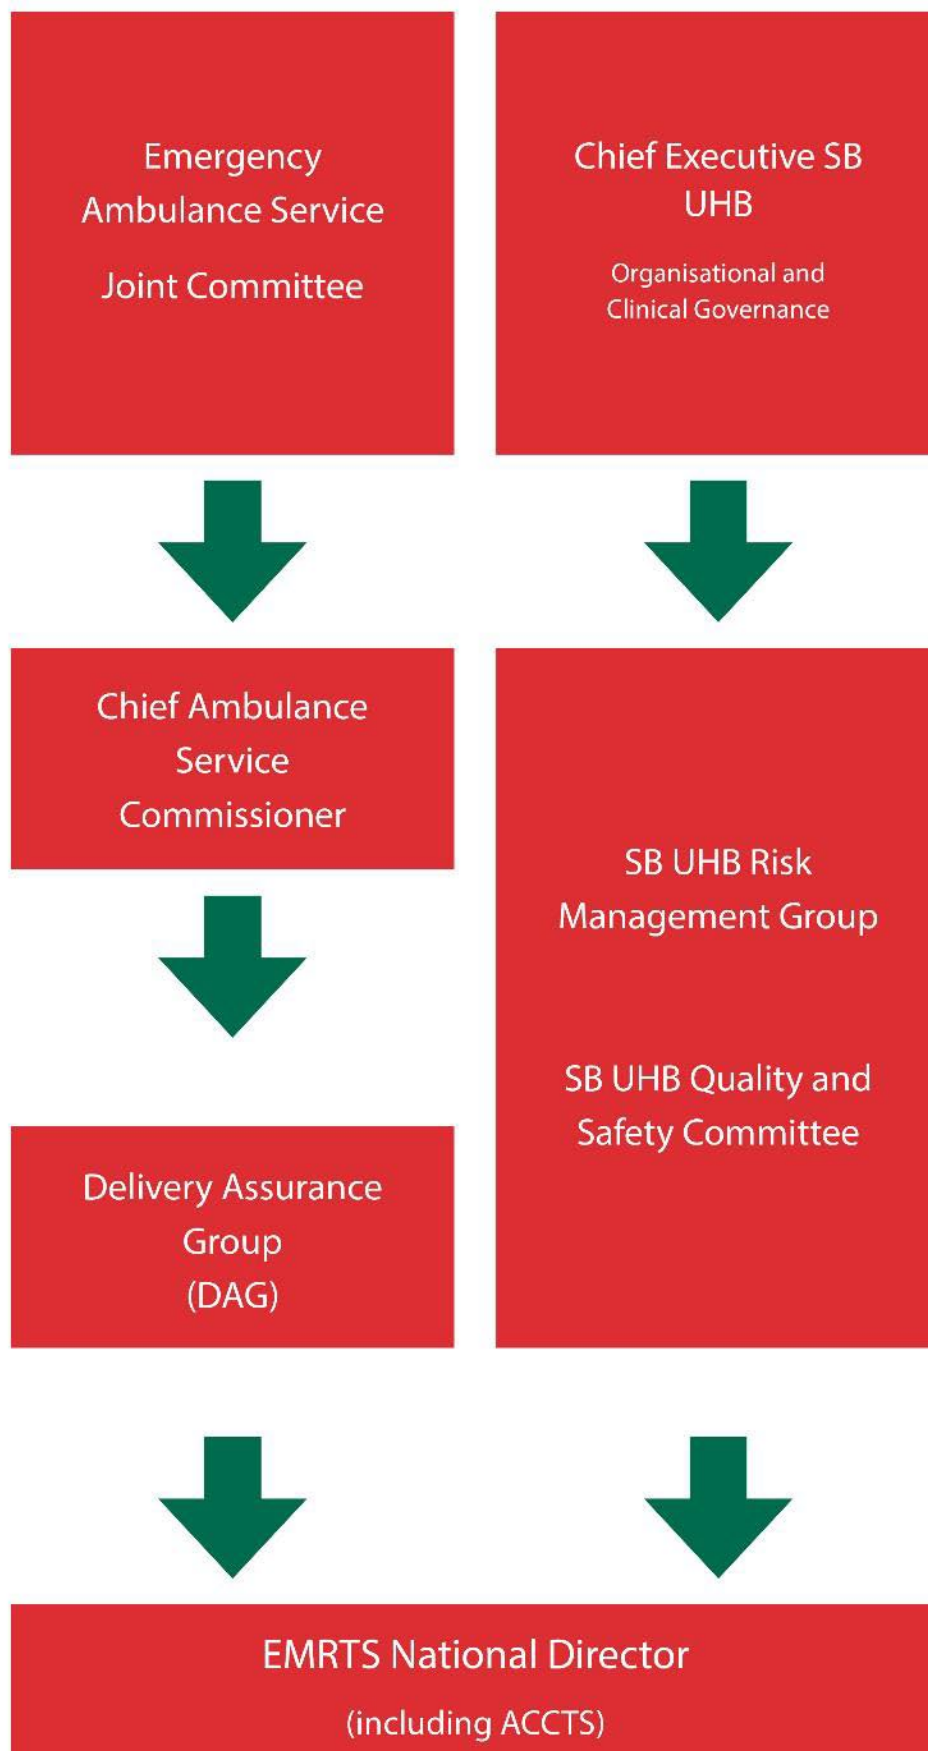 Emergency
Ambulance Service
Joint Committee
Chief Executive SB
UHB
Organisational and
Clinical Governance
Chief Ambulance
Service
Commissioner
SB UHB Risk
Management Group
SB UHB Quality and
Safety Committee
Delivery Assurance
Group
(DAG)
EMRTS National Director
(including ACCTS)